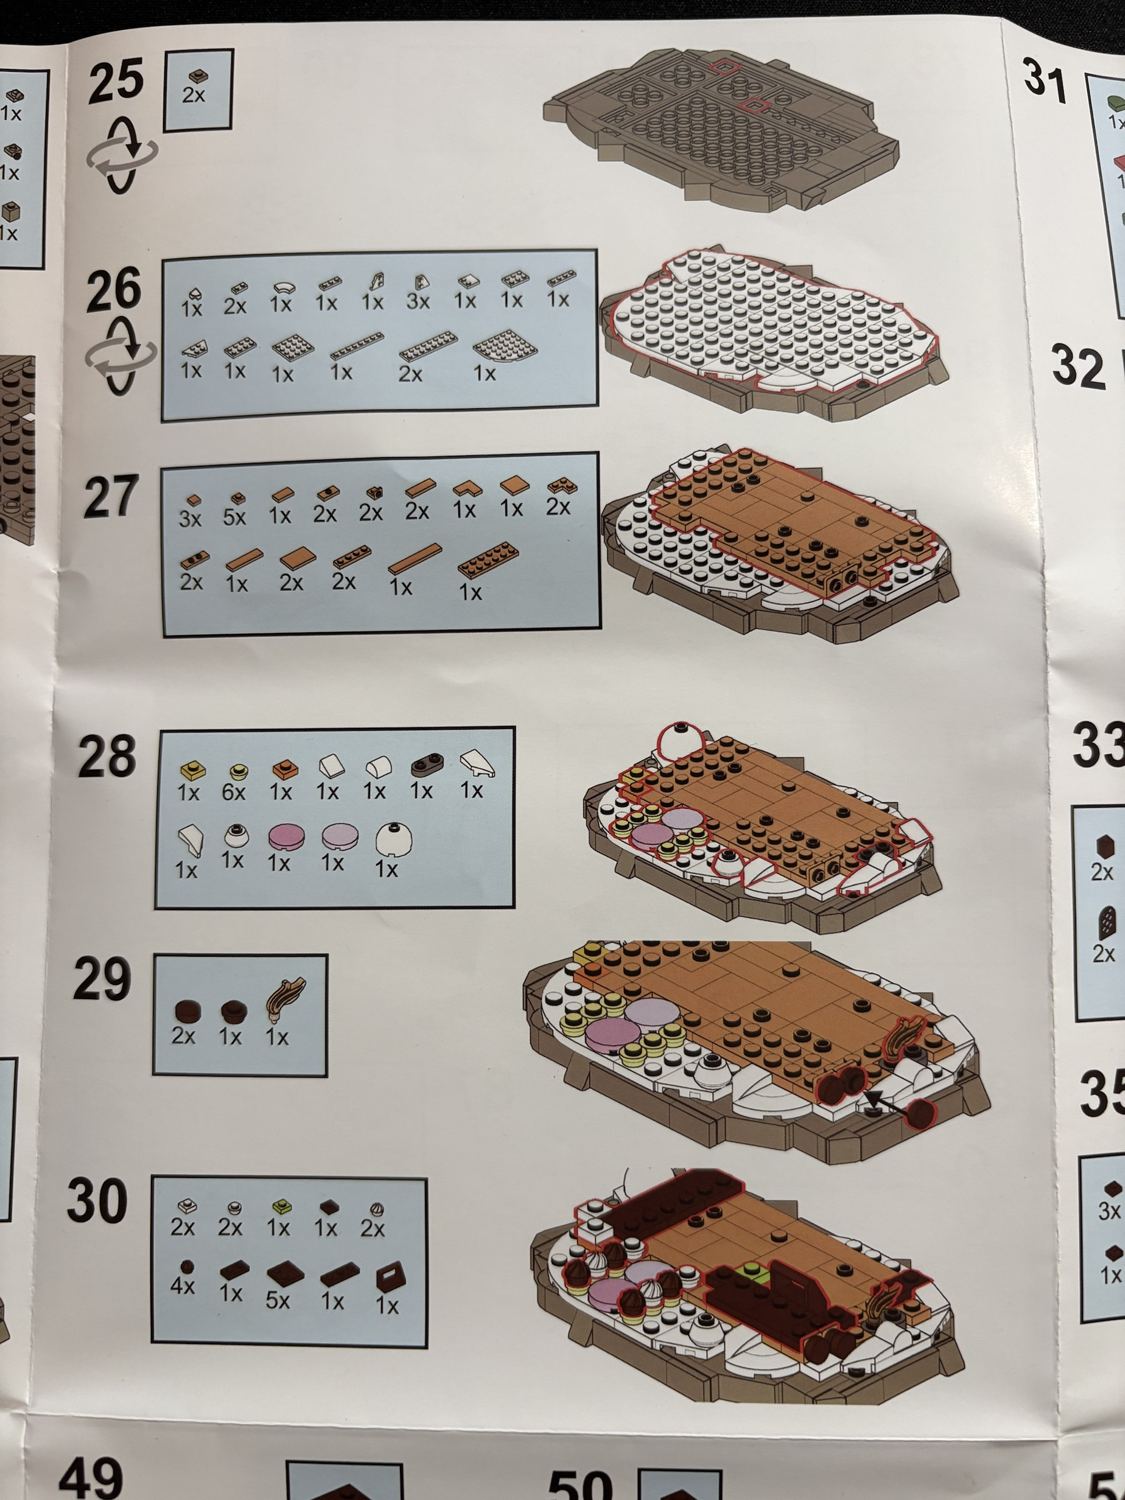 1x
1x
1x
25
2x
26
1x 2x 1x 1x 1x 3x 1x 1x 1x
1x 1x 1x 1x 2x 1x
27
3x 5x 1x 2x 2x 2x 1x 1x 2x
2x 1x 2x 2x 1x 1x
28
1x 6x 1x 1x 1x 1x 1x
1x 1x 1x 1x 1x
29
2x 1x 1x
30
2x 2x 1x 1x 2x
4x 1x 5x 1x 1x
31
1x
1
32
33
2x
2x
35
3x
1x
49
50